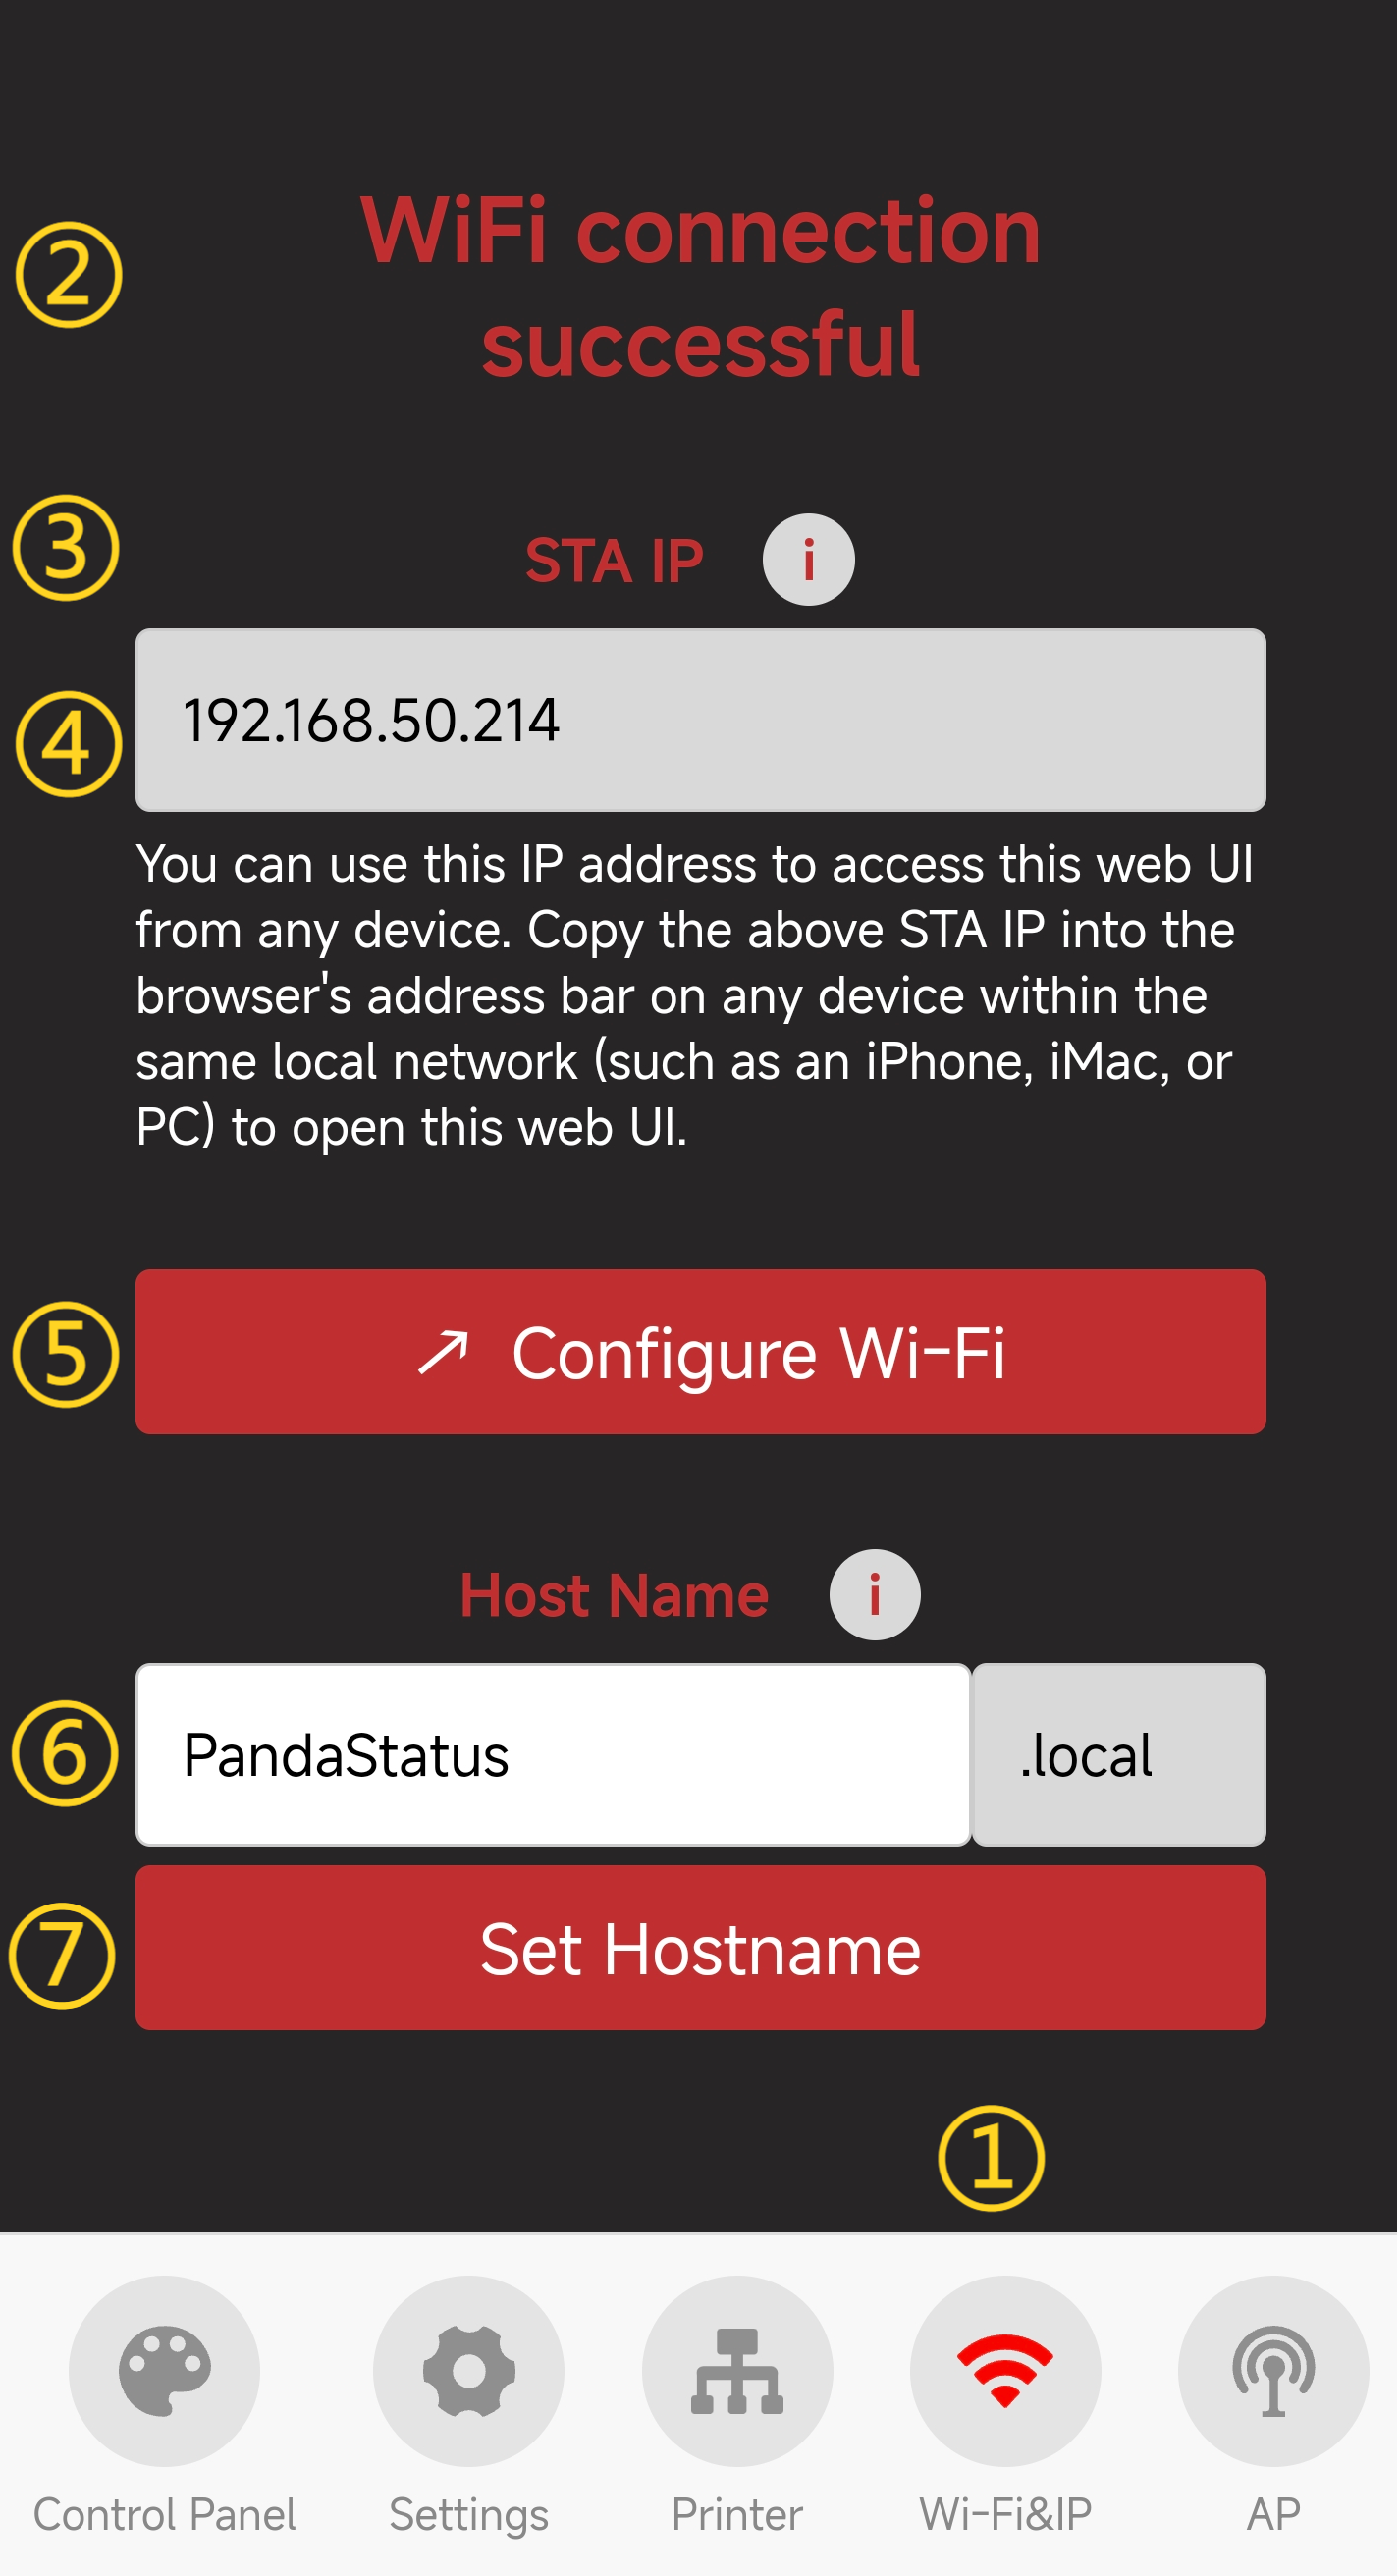 ②
WiFi connection
successful
③
STA IP i
④
192.168.50.214
You can use this IP address to access this web UI
from any device. Copy the above STA IP into the
browser's address bar on any device within the
same local network (such as an iPhone, iMac, or
PC) to open this web UI.
⑤
↗ Configure Wi-Fi
Host Name i
⑥
PandaStatus .local
⑦
Set Hostname
①
Control Panel Settings Printer Wi-Fi&IP AP